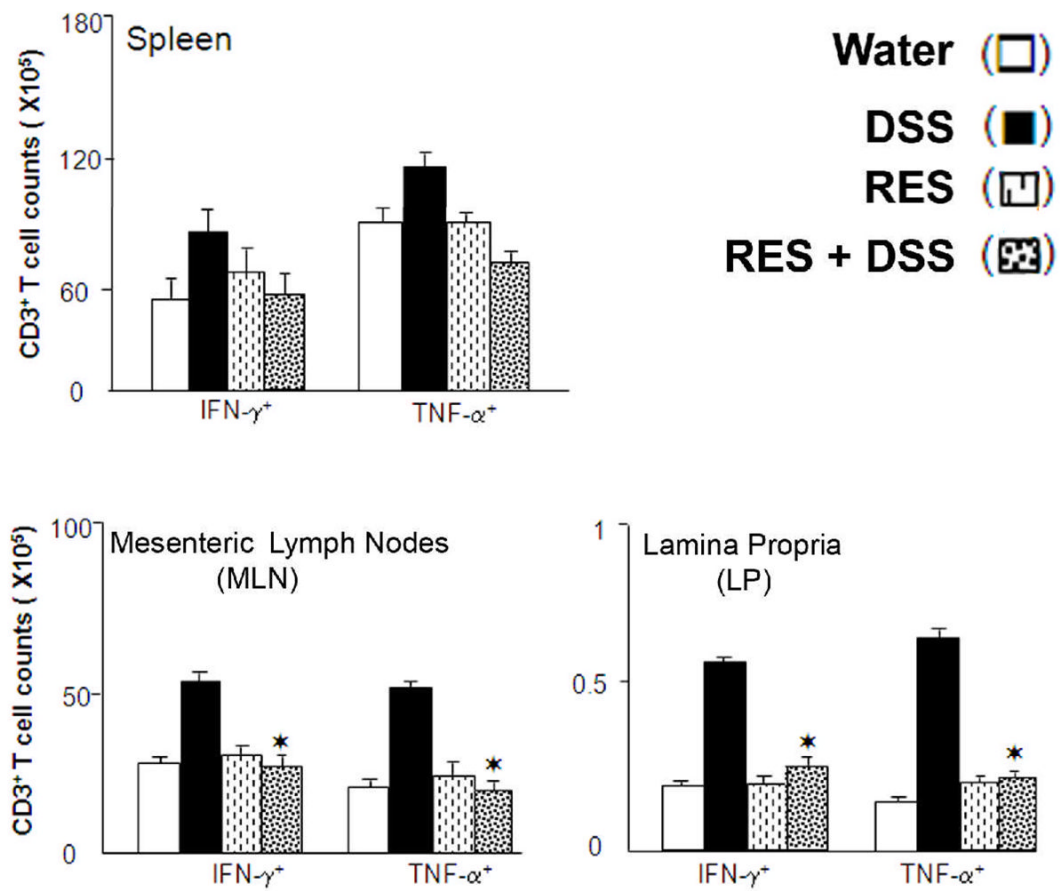 180
Spleen
120
60
0
CD3⁺ T cell counts ( X10⁵)
IFN-γ⁺
TNF-α⁺
Water ( )
DSS ( )
RES ( )
RES + DSS ( )
100
Mesenteric Lymph Nodes
(MLN)
50
0
CD3⁺ T cell counts ( X10⁵)
★
★
IFN-γ⁺
TNF-α⁺
1
Lamina Propria
(LP)
0.5
0
★
★
IFN-γ⁺
TNF-α⁺